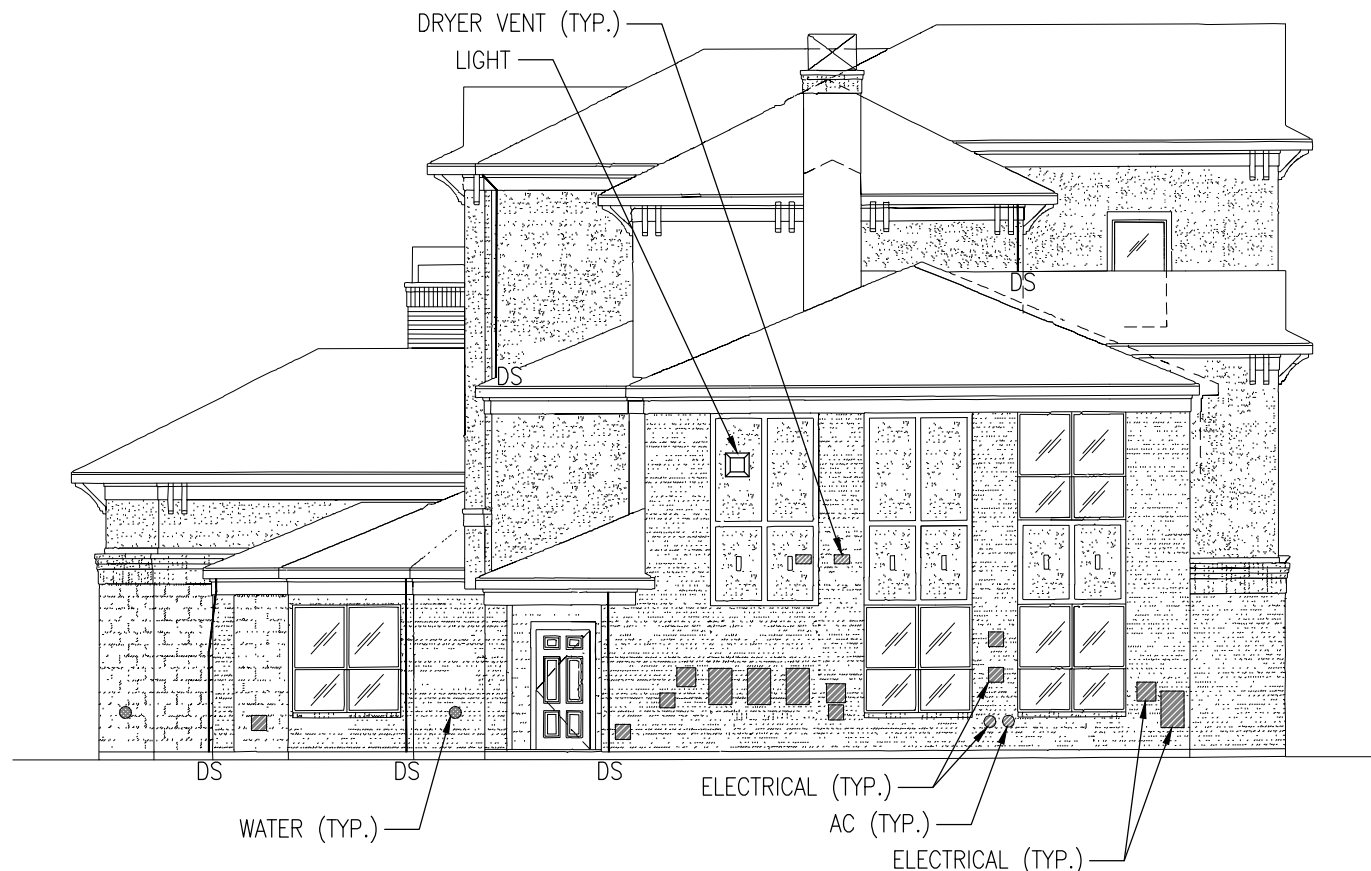 DRYER VENT (TYP.)
LIGHT
DS
DS
DS
DS
DS
ELECTRICAL (TYP.)
WATER (TYP.)
AC (TYP.)
ELECTRICAL (TYP.)